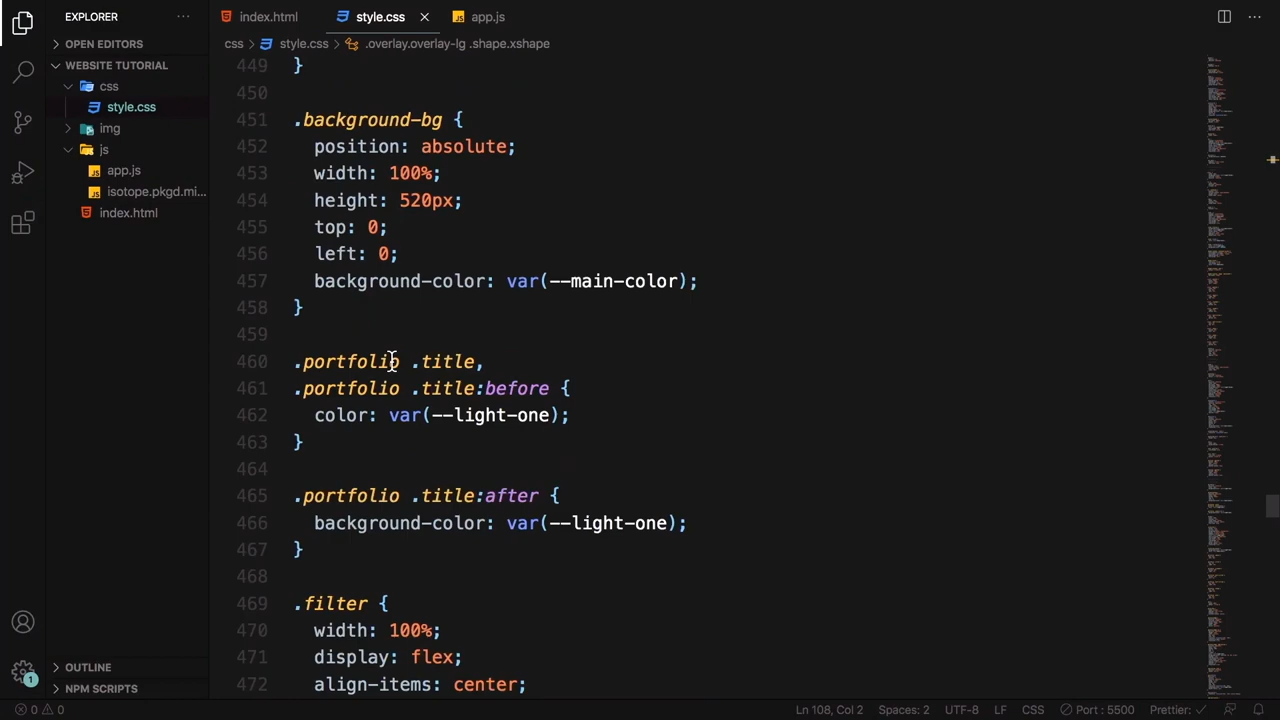 EXPLORER
OPEN EDITORS
WEBSITE TUTORIAL
css
style.css
img
js
app.js
isotope.pkgd.mi...
index.html
OUTLINE
NPM SCRIPTS
index.html style.css app.js
css > style.css > .overlay.overlay-lg .shape.xshape
449 }
450
451 .background-bg {
452 position: absolute;
453 width: 100%;
454 height: 520px;
455 top: 0;
456 left: 0;
457 background-color: var(--main-color);
458 }
459
460 .portfolio .title,
461 .portfolio .title:before {
462 color: var(--light-one);
463 }
464
465 .portfolio .title:after {
466 background-color: var(--light-one);
467 }
468
469 .filter {
470 width: 100%;
471 display: flex;
472 align-items: center;
1
0 0 Ln 108, Col 2 Spaces: 2 UTF-8 LF CSS Port : 5500 Prettier: ✓